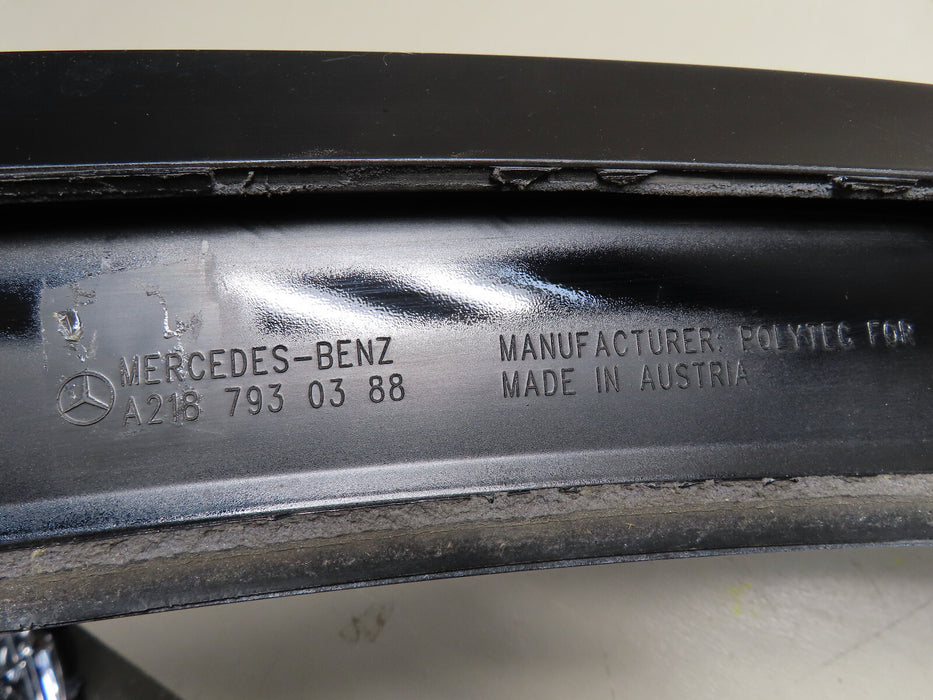 MERCEDES-BENZ
A218 793 03 88
MANUFACTURER: POLYTEC FOR
MADE IN AUSTRIA